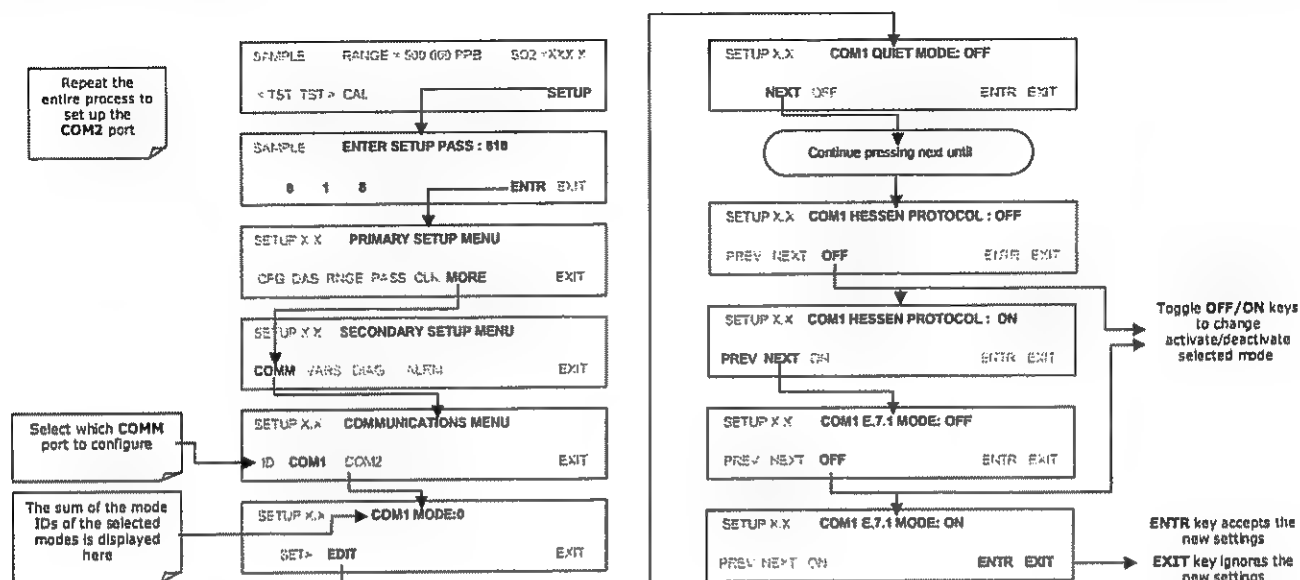 Repeat the
entire process to
set up the
COM2 port
SAMPLE RANGE = 500.000 PPB SO2 =XXX.X
< TST TST > CAL SETUP
SAMPLE ENTER SETUP PASS : 818
8 1 8 ENTR EXIT
SETUP X.X PRIMARY SETUP MENU
CFG DAS RNGE PASS CLK MORE EXIT
SETUP X.X SECONDARY SETUP MENU
COMM VARS DIAG ALRM EXIT
Select which COMM
port to configure
SETUP X.X COMMUNICATIONS MENU
ID COM1 COM2 EXIT
The sum of the mode
IDs of the selected
modes is displayed
here
SETUP X.X COM1 MODE:0
SET> EDIT EXIT
SETUP X.X COM1 QUIET MODE: OFF
NEXT OFF ENTR EXIT
Continue pressing next until
SETUP X.X COM1 HESSEN PROTOCOL : OFF
PREV NEXT OFF ENTR EXIT
SETUP X.X COM1 HESSEN PROTOCOL : ON
PREV NEXT ON ENTR EXIT
Toggle OFF/ON keys
to change
activate/deactivate
selected mode
SETUP X.X COM1 E,7,1 MODE: OFF
PREV NEXT OFF ENTR EXIT
SETUP X.X COM1 E,7,1 MODE: ON
PREV NEXT ON ENTR EXIT
ENTR key accepts the
new settings
EXIT key ignores the
new settings